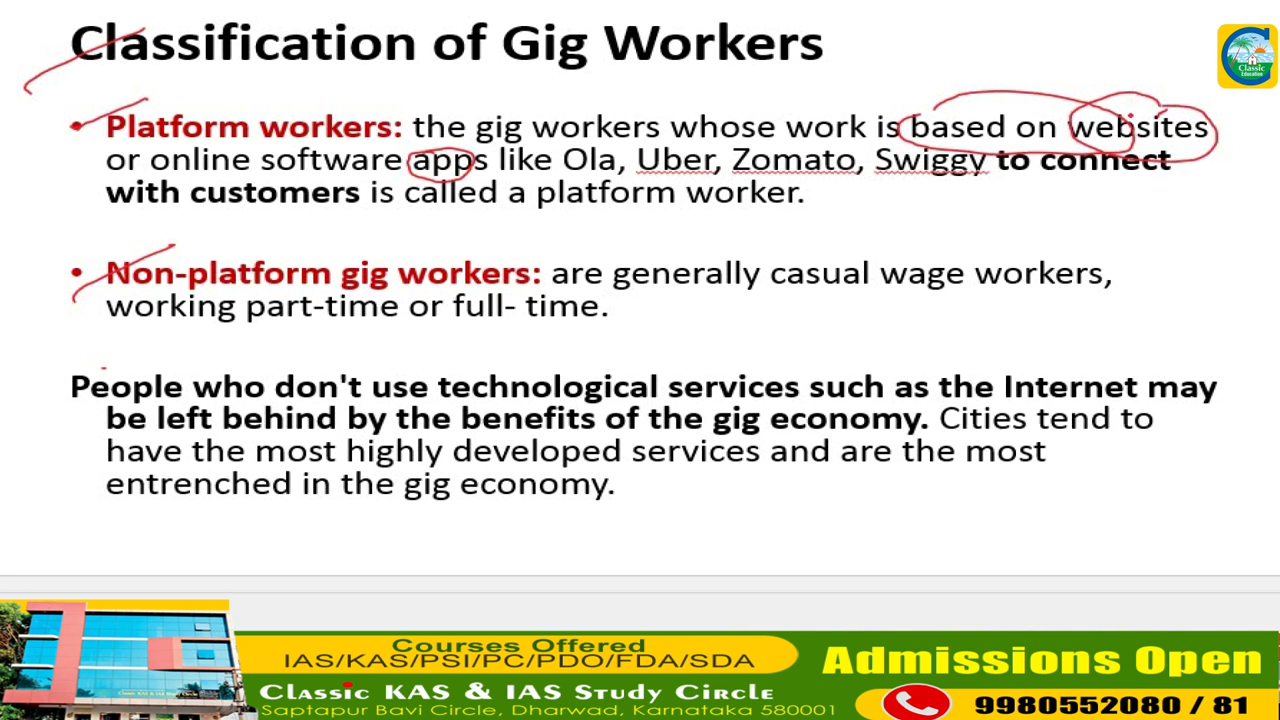 Classification of Gig Workers
• Platform workers: the gig workers whose work is based on websites
or online software apps like Ola, Uber, Zomato, Swiggy to connect
with customers is called a platform worker.
• Non-platform gig workers: are generally casual wage workers,
working part-time or full- time.
People who don't use technological services such as the Internet may
be left behind by the benefits of the gig economy. Cities tend to
have the most highly developed services and are the most
entrenched in the gig economy.
Classic
Education
Courses Offered
IAS/KAS/PSI/PC/PDO/FDA/SDA
Classic KAS & IAS Study Circle
Saptapur Bavi Circle, Dharwad, Karnataka 580001
Admissions Open
9980552080 / 81